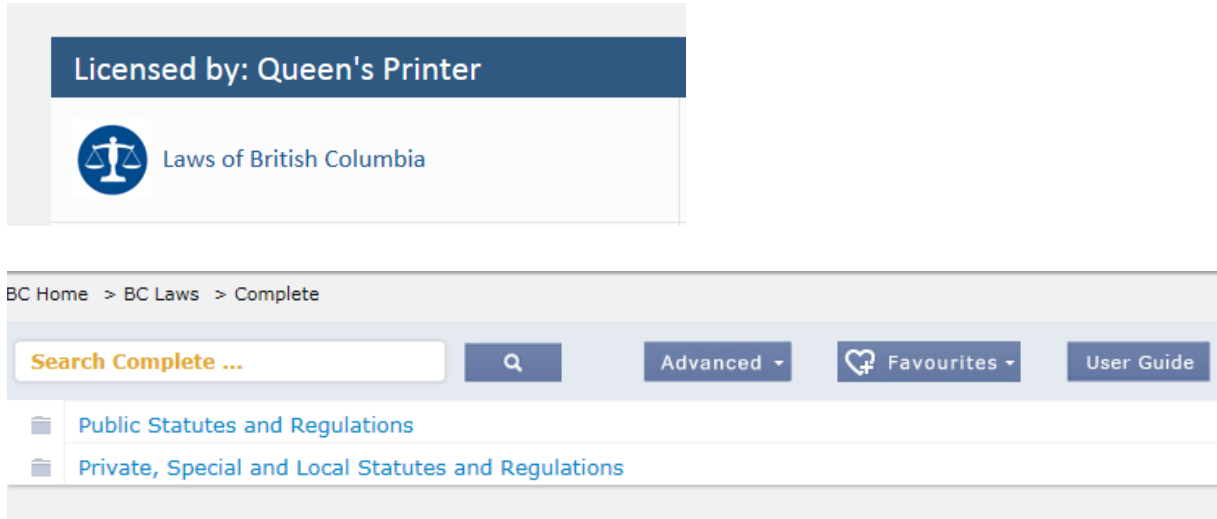 Licensed by: Queen's Printer
Laws of British Columbia
BC Home > BC Laws > Complete
Search Complete ...
Advanced
Favourites
User Guide
Public Statutes and Regulations
Private, Special and Local Statutes and Regulations